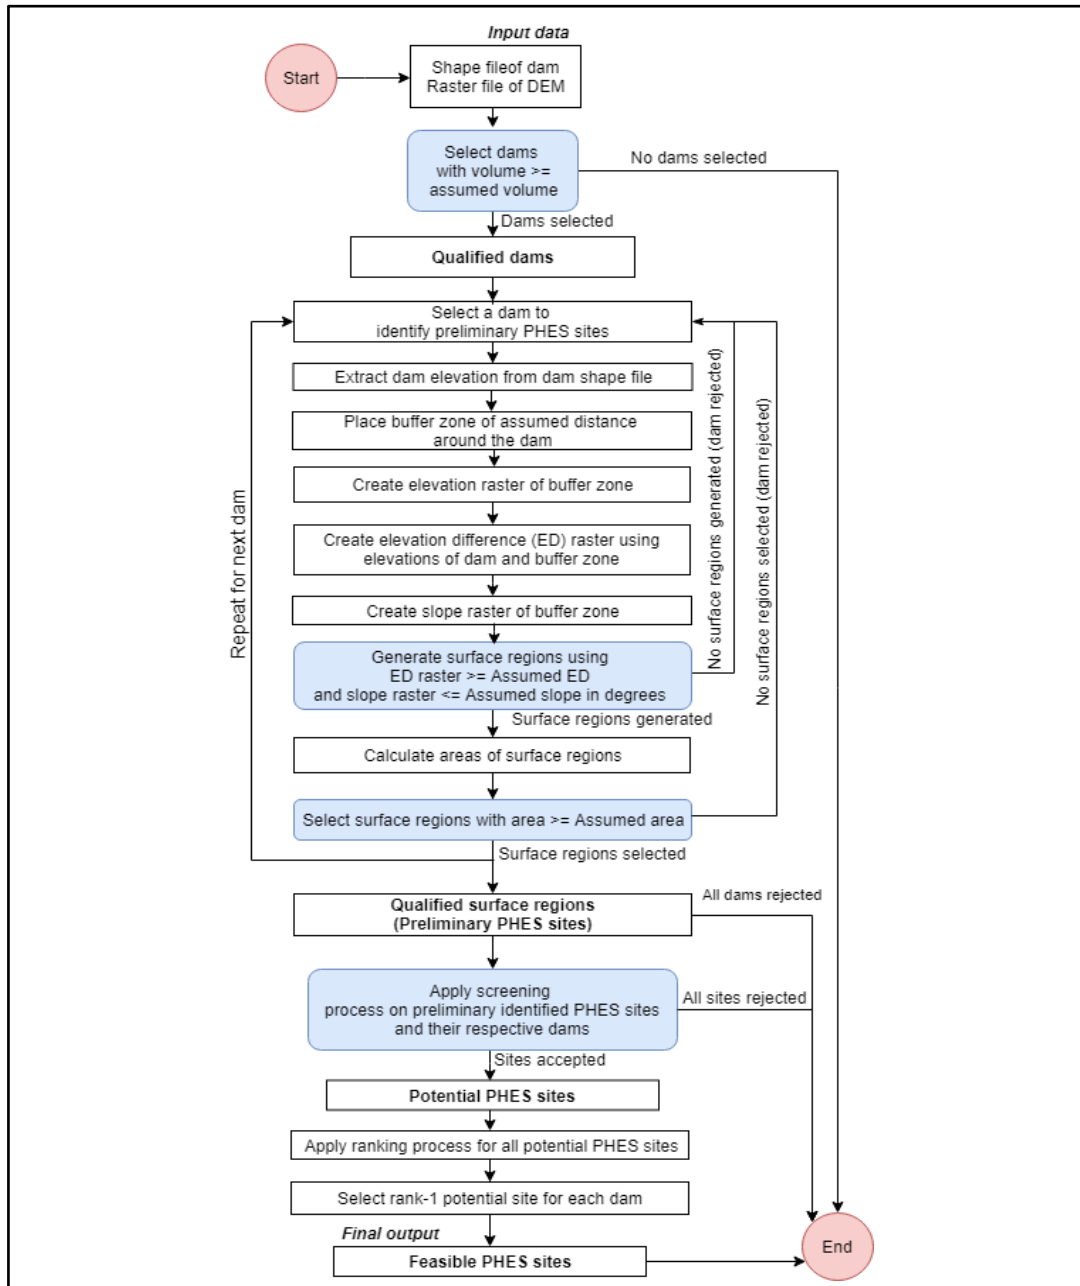 Input data
Start
Shape fileof dam
Raster file of DEM
Select dams
with volume >=
assumed volume
No dams selected
Dams selected
Qualified dams
Select a dam to
identify preliminary PHES sites
Extract dam elevation from dam shape file
Place buffer zone of assumed distance
around the dam
Create elevation raster of buffer zone
Create elevation difference (ED) raster using
elevations of dam and buffer zone
Create slope raster of buffer zone
Generate surface regions using
ED raster >= Assumed ED
and slope raster <= Assumed slope in degrees
No surface regions generated (dam rejected)
No surface regions selected (dam rejected)
Repeat for next dam
Surface regions generated
Calculate areas of surface regions
Select surface regions with area >= Assumed area
Surface regions selected
Qualified surface regions
(Preliminary PHES sites)
All dams rejected
Apply screening
process on preliminary identified PHES sites
and their respective dams
All sites rejected
Sites accepted
Potential PHES sites
Apply ranking process for all potential PHES sites
Select rank-1 potential site for each dam
Final output
Feasible PHES sites
End